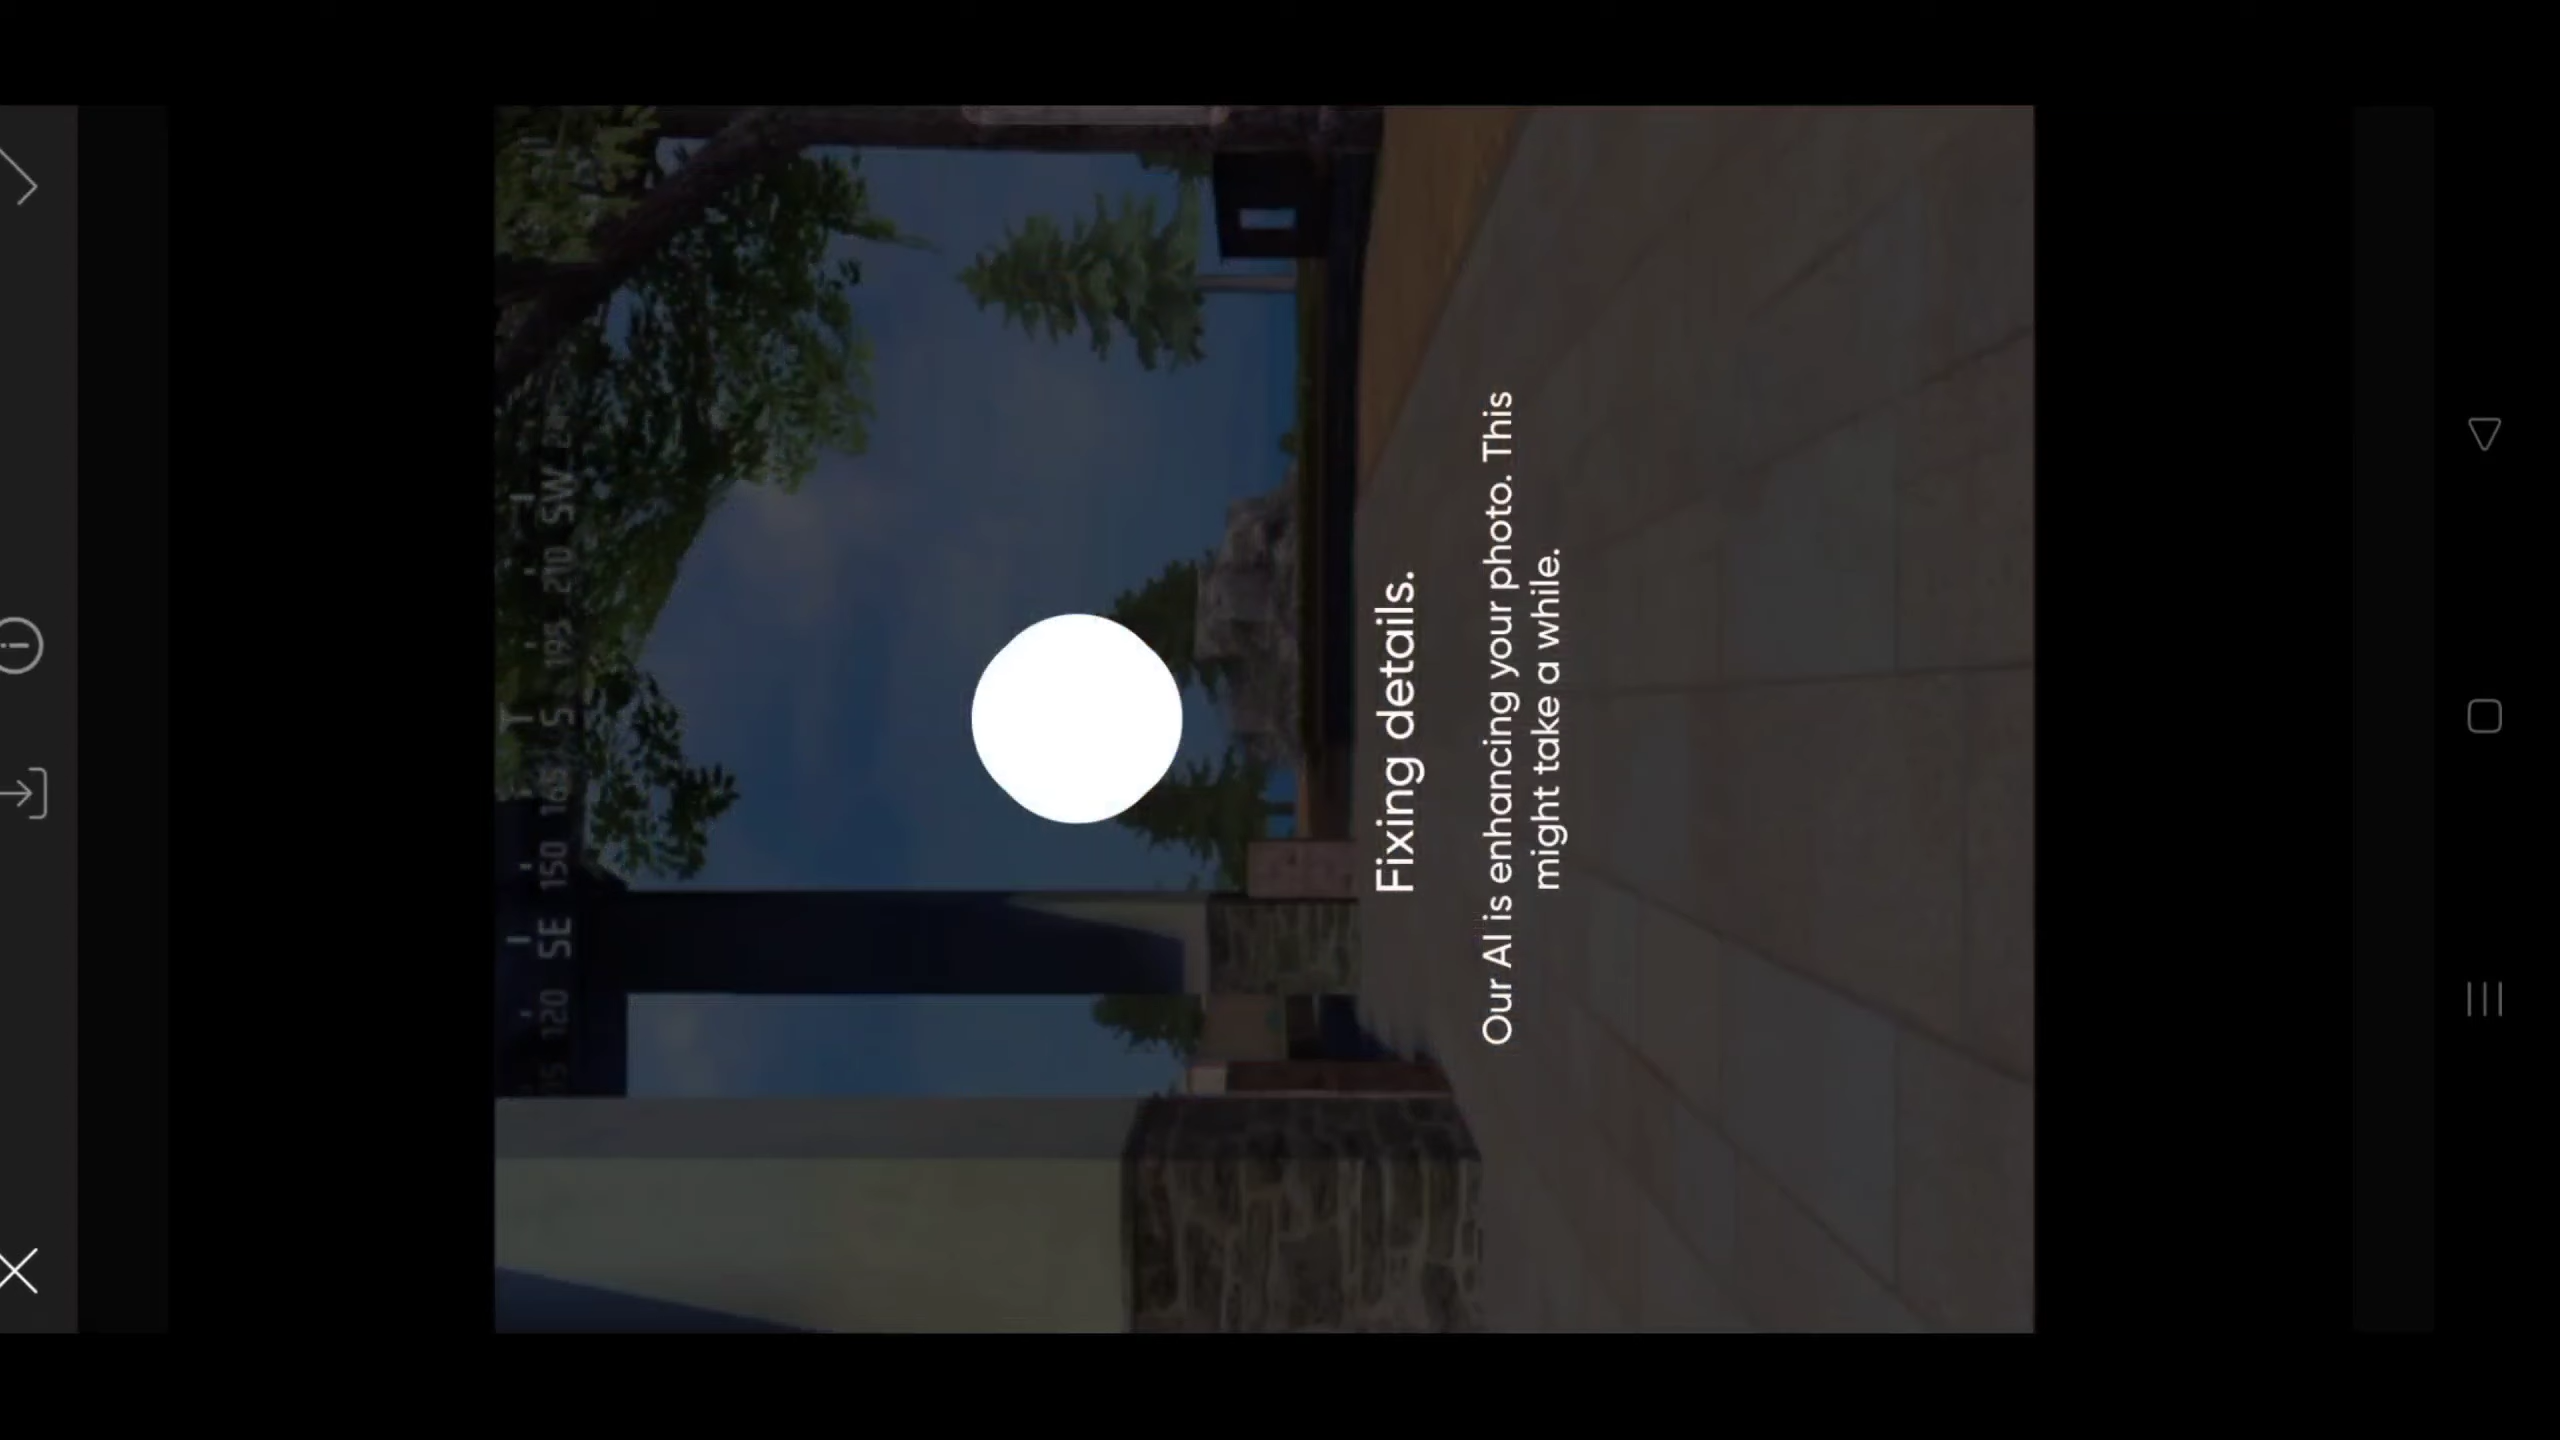 120 SE 150 165 S 195 210 SW
Fixing details.
Our AI is enhancing your photo. This
might take a while.